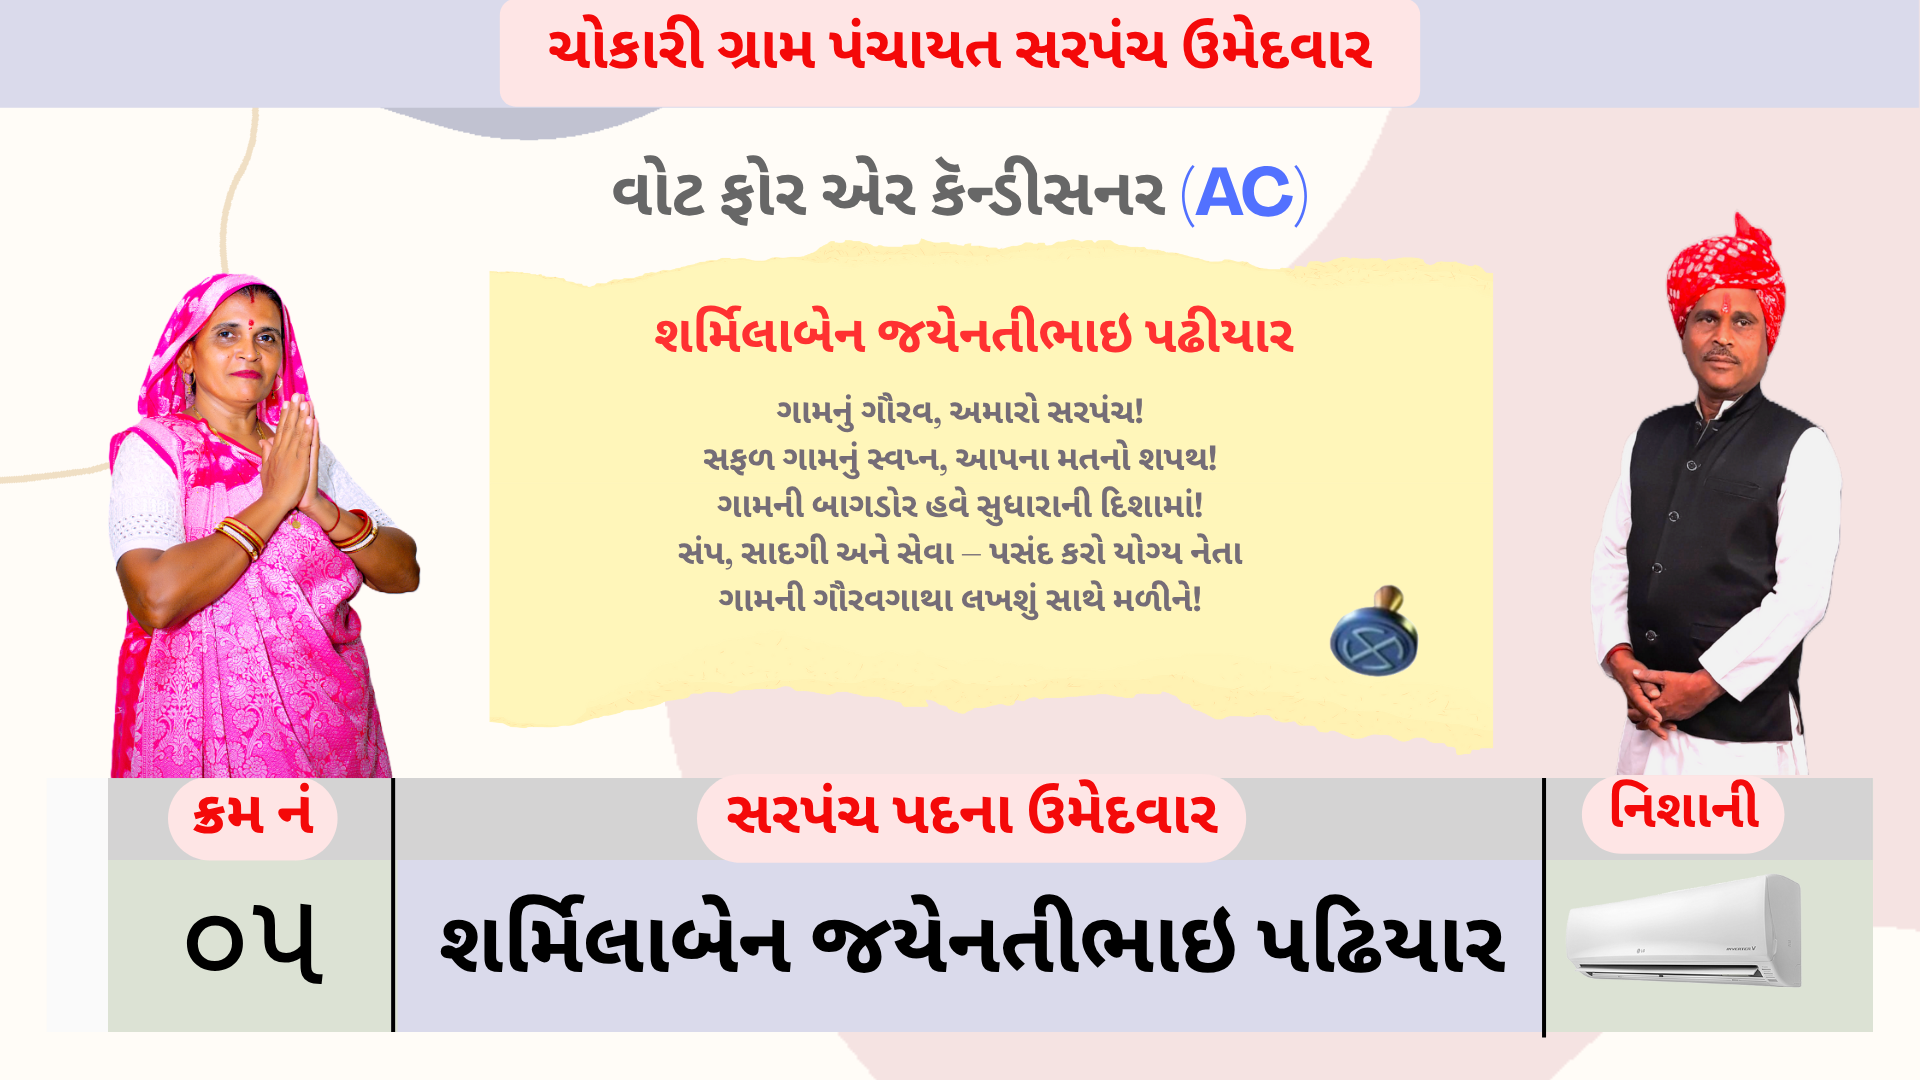 ચોકારી ગ્રામ પંચાયત સરપંચ ઉમેદવાર
વોટ ફોર એર કૅન્ડીસનર (AC)
શર્મિલાબેન જયેનતીભાઇ પઢીયાર
ગામનું ગૌરવ, અમારો સરપંચ!
સફળ ગામનું સ્વપ્ન, આપના મતનો શપથ!
ગામની બાગડોર હવે સુધારાની દિશામાં!
સંપ, સાદગી અને સેવા – પસંદ કરો યોગ્ય નેતા
ગામની ગૌરવગાથા લખશું સાથે મળીને!
ક્રમ નં
સરપંચ પદના ઉમેદવાર
નિશાની
૦૫
શર્મિલાબેન જયેનતીભાઇ પઢિયાર
LG
INVERTER V